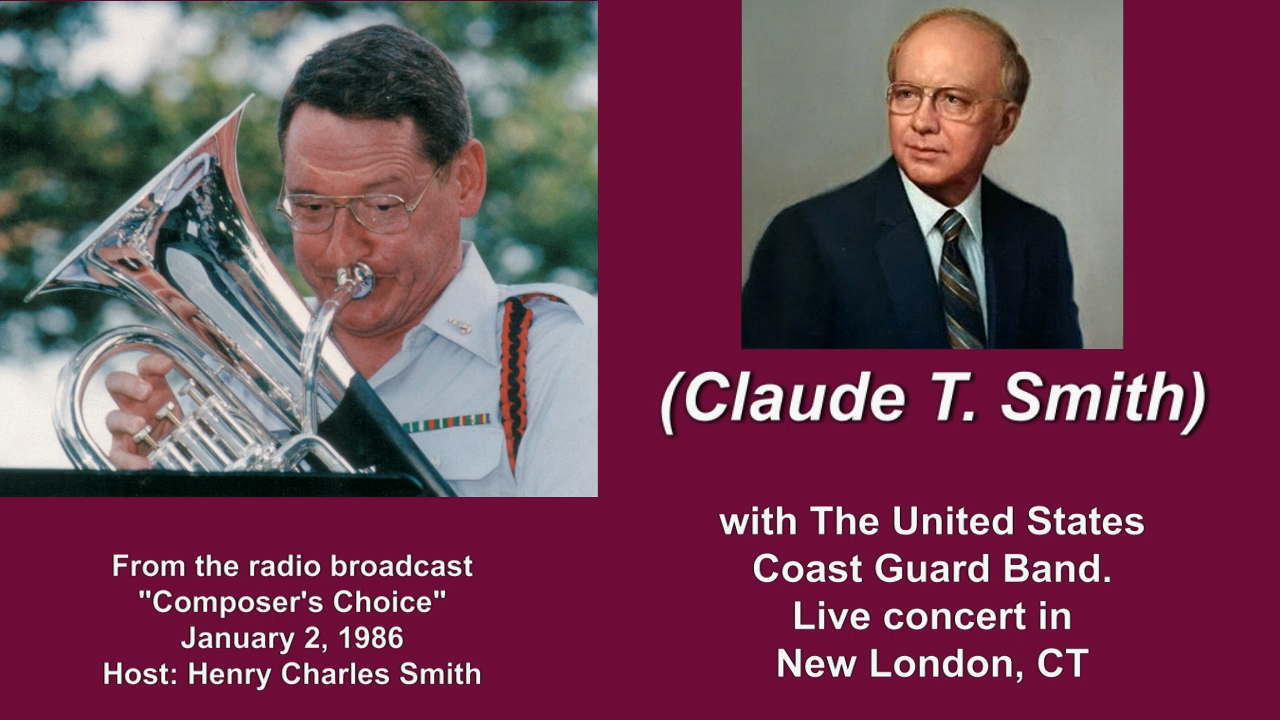 (Claude T. Smith)
with The United States
Coast Guard Band.
Live concert in
New London, CT
From the radio broadcast
"Composer's Choice"
January 2, 1986
Host: Henry Charles Smith